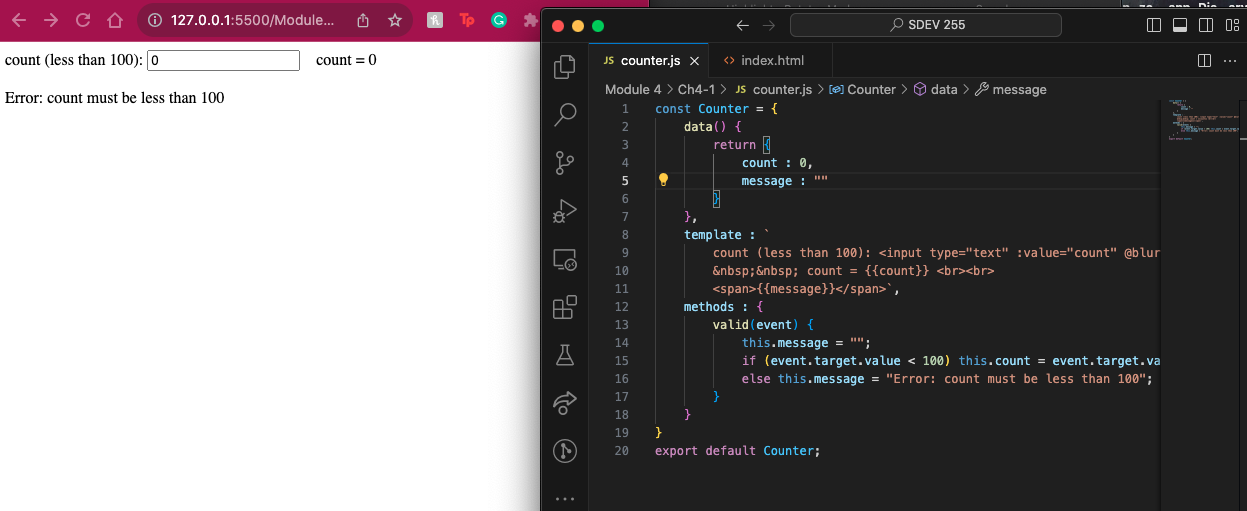 127.0.0.1:5500/Module...
count (less than 100): 0 count = 0
Error: count must be less than 100
SDEV 255
JS counter.js × <> index.html
Module 4 > Ch4-1 > JS counter.js > Counter > data > message
1 const Counter = {
2 data() {
3 return {
4 count : 0,
5 message : ""
6 }
7 },
8 template : `
9 count (less than 100): <input type="text" :value="count" @blur
10 &nbsp;&nbsp; count = {{count}} <br><br>
11 <span>{{message}}</span>`,
12 methods : {
13 valid(event) {
14 this.message = "";
15 if (event.target.value < 100) this.count = event.target.va
16 else this.message = "Error: count must be less than 100";
17 }
18 }
19 }
20 export default Counter;